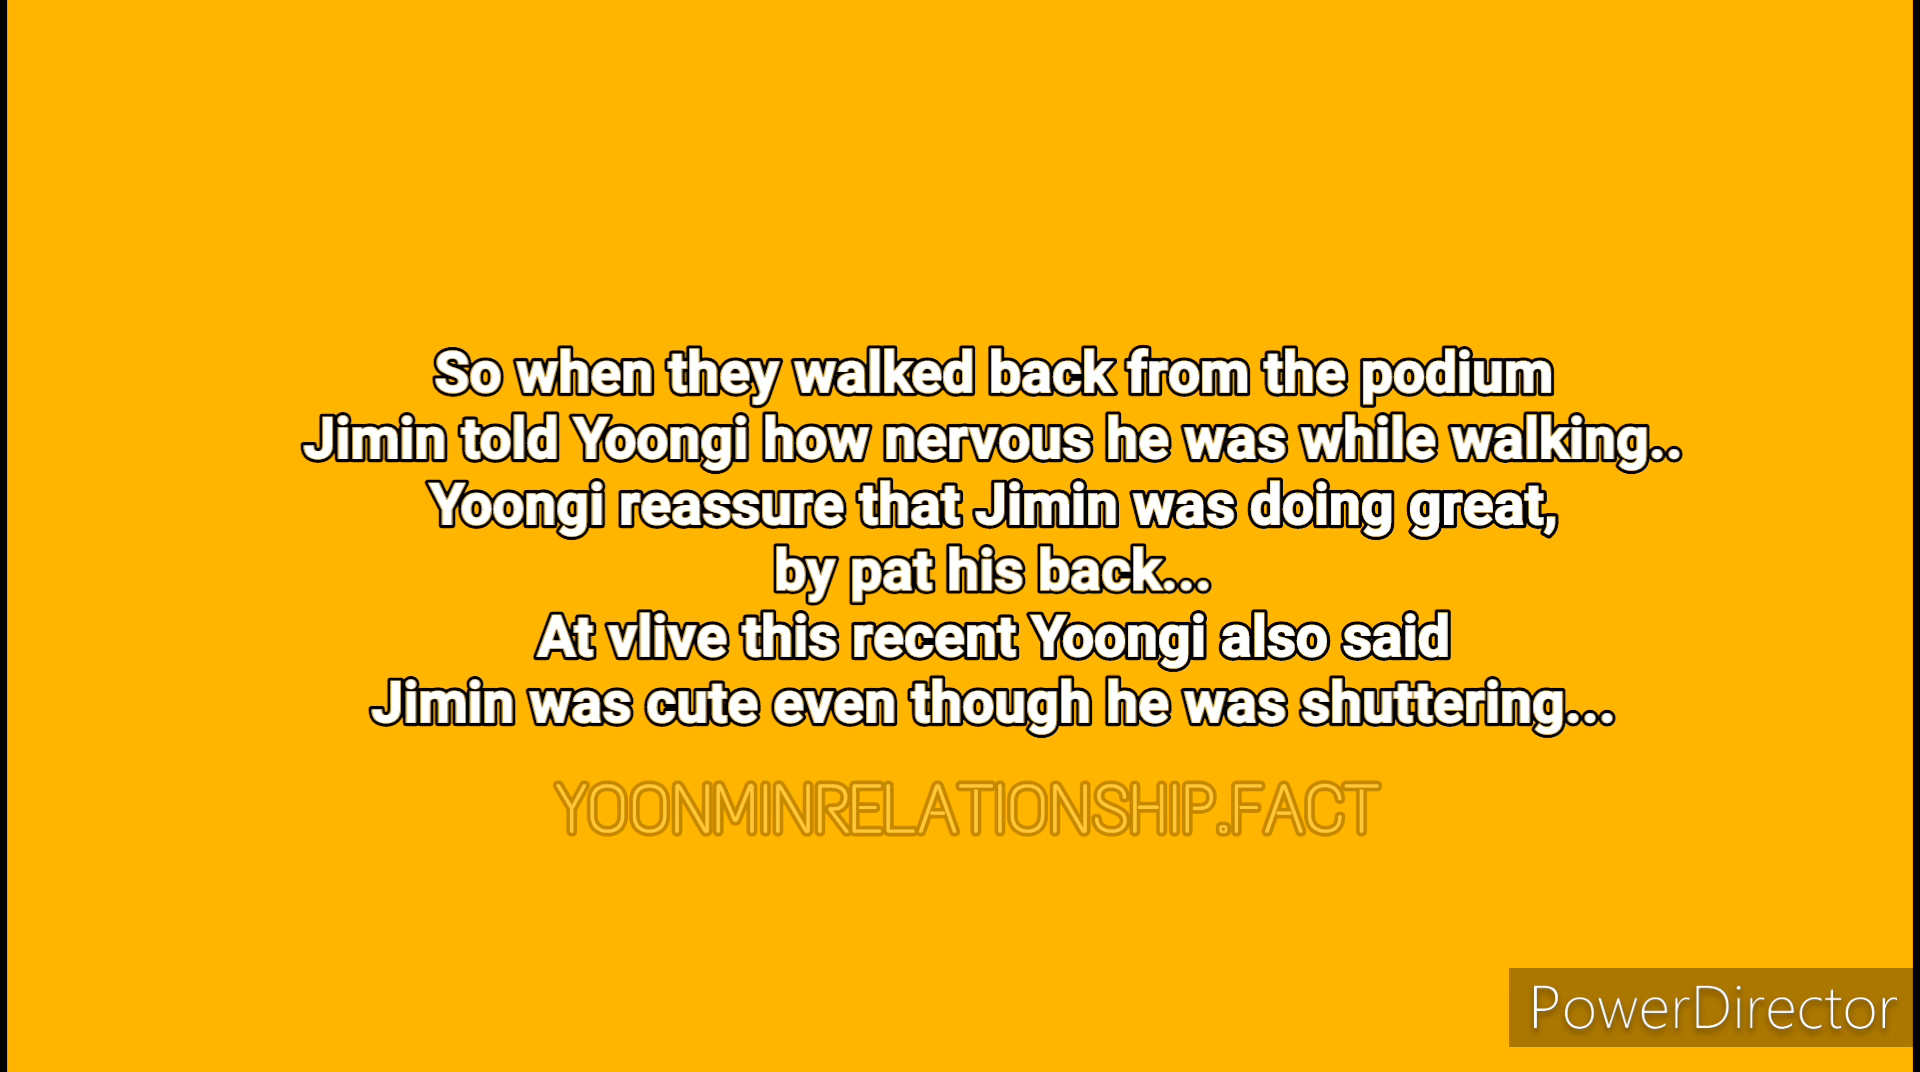 So when they walked back from the podium
Jimin told Yoongi how nervous he was while walking..
Yoongi reassure that Jimin was doing great,
by pat his back...
At vlive this recent Yoongi also said
Jimin was cute even though he was shuttering...
YOONMINRELATIONSHIP.FACT
PowerDirector